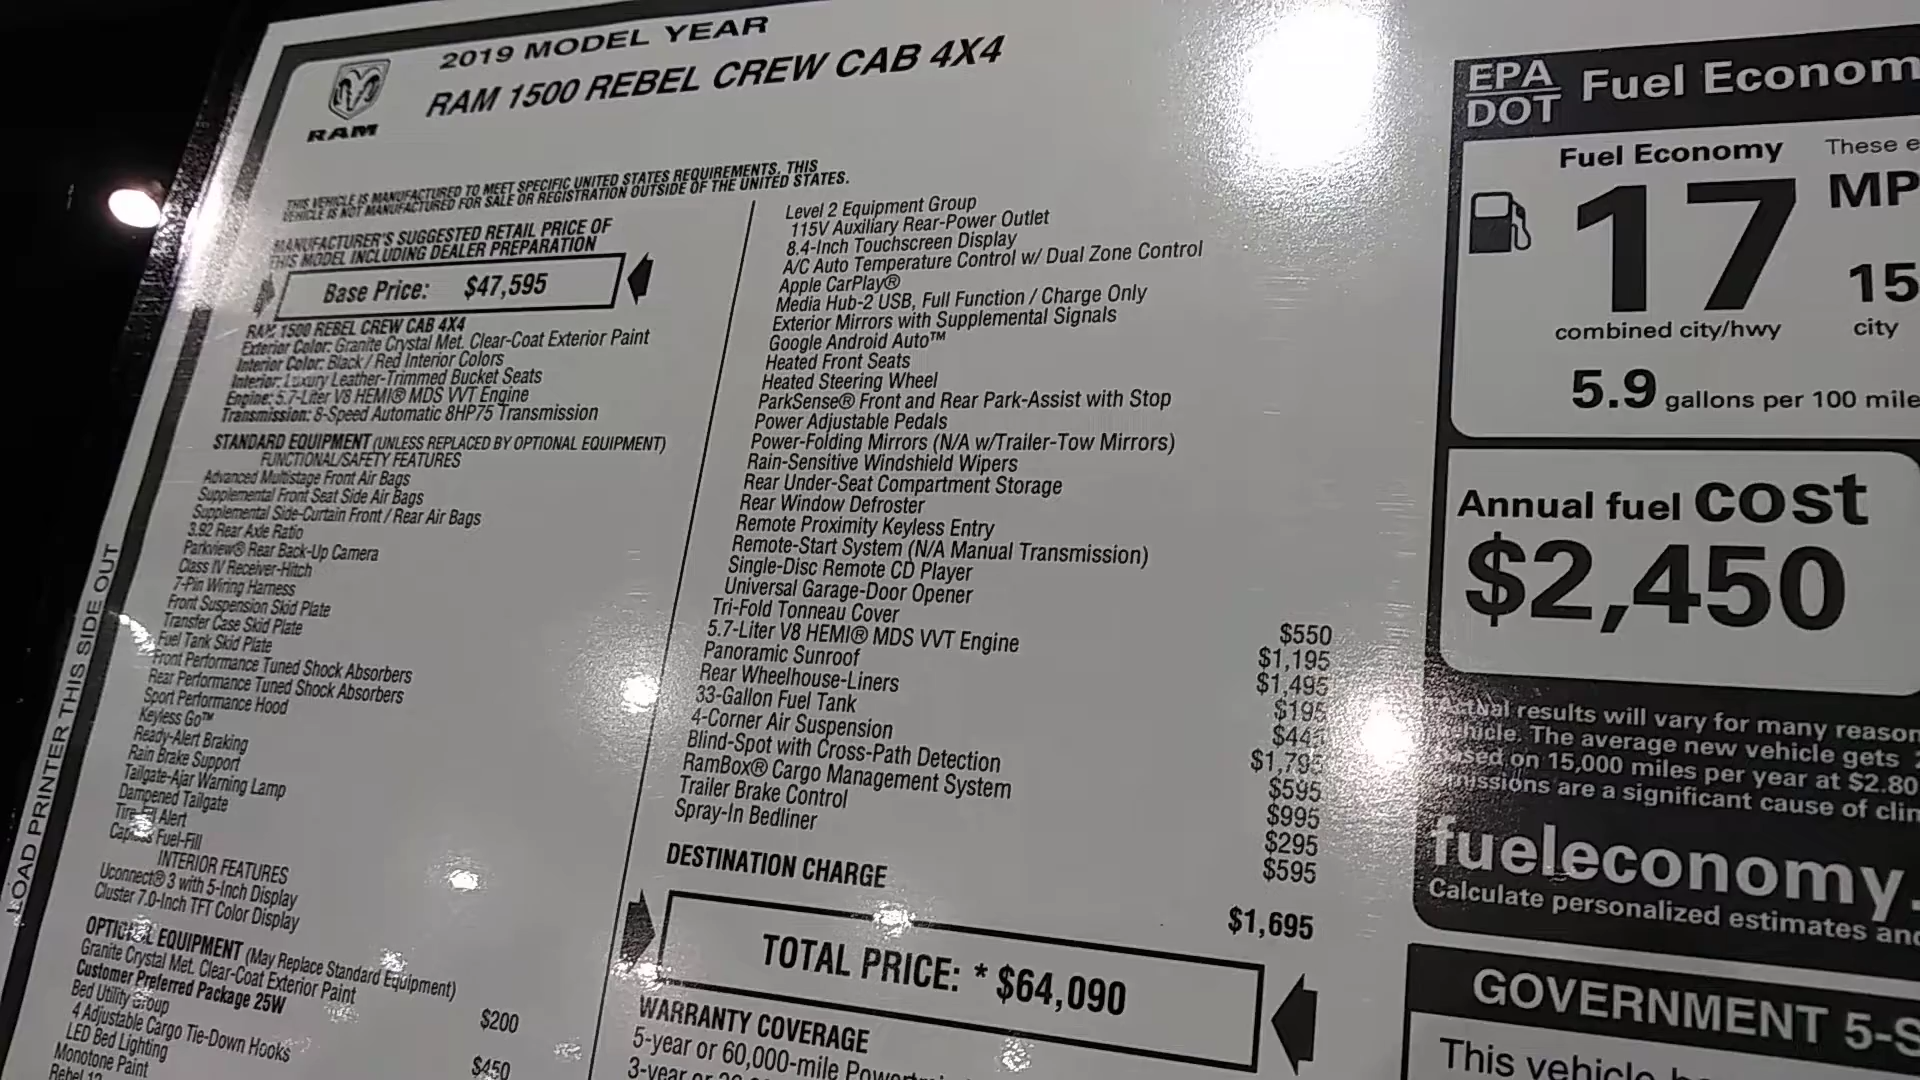 2019 MODEL YEAR
RAM 1500 REBEL CREW CAB 4X4
RAM
THIS VEHICLE IS MANUFACTURED TO MEET SPECIFIC UNITED STATES REQUIREMENTS. THIS
VEHICLE IS NOT MANUFACTURED FOR SALE OR REGISTRATION OUTSIDE OF THE UNITED STATES.
MANUFACTURER'S SUGGESTED RETAIL PRICE OF
THIS MODEL INCLUDING DEALER PREPARATION
Base Price: $47,595
RAM 1500 REBEL CREW CAB 4X4
Exterior Color: Granite Crystal Met. Clear-Coat Exterior Paint
Interior Color: Black / Red Interior Colors
Interior: Luxury Leather-Trimmed Bucket Seats
Engine: 5.7-Liter V8 HEMI® MDS VVT Engine
Transmission: 8-Speed Automatic 8HP75 Transmission
STANDARD EQUIPMENT (UNLESS REPLACED BY OPTIONAL EQUIPMENT)
FUNCTIONAL/SAFETY FEATURES
Advanced Multistage Front Air Bags
Supplemental Front Seat Side Air Bags
Supplemental Side-Curtain Front / Rear Air Bags
3.92 Rear Axle Ratio
Parkview® Rear Back-Up Camera
Class IV Receiver-Hitch
7-Pin Wiring Harness
Front Suspension Skid Plate
Transfer Case Skid Plate
Fuel Tank Skid Plate
Front Performance Tuned Shock Absorbers
Rear Performance Tuned Shock Absorbers
Sport Performance Hood
Keyless Go™
Ready-Alert Braking
Rain Brake Support
Tailgate-Ajar Warning Lamp
Dampened Tailgate
Tire Fill Alert
Capless Fuel-Fill
INTERIOR FEATURES
Uconnect® 3 with 5-Inch Display
Cluster 7.0-Inch TFT Color Display
OPTIONAL EQUIPMENT (May Replace Standard Equipment)
Granite Crystal Met. Clear-Coat Exterior Paint $200
Customer Preferred Package 25W
Bed Utility Group $450
4 Adjustable Cargo Tie-Down Hooks
LED Bed Lighting
Monotone Paint
Rebel 12
LOAD PRINTER THIS SIDE OUT
Level 2 Equipment Group
115V Auxiliary Rear-Power Outlet
8.4-Inch Touchscreen Display
A/C Auto Temperature Control w/ Dual Zone Control
Apple CarPlay®
Media Hub-2 USB, Full Function / Charge Only
Exterior Mirrors with Supplemental Signals
Google Android Auto™
Heated Front Seats
Heated Steering Wheel
ParkSense® Front and Rear Park-Assist with Stop
Power Adjustable Pedals
Power-Folding Mirrors (N/A w/Trailer-Tow Mirrors)
Rain-Sensitive Windshield Wipers
Rear Under-Seat Compartment Storage
Rear Window Defroster
Remote Proximity Keyless Entry
Remote-Start System (N/A Manual Transmission)
Single-Disc Remote CD Player
Universal Garage-Door Opener
Tri-Fold Tonneau Cover $550
5.7-Liter V8 HEMI® MDS VVT Engine $1,195
Panoramic Sunroof $1,495
Rear Wheelhouse-Liners $195
33-Gallon Fuel Tank
4-Corner Air Suspension $1,795
Blind-Spot with Cross-Path Detection $595
RamBox® Cargo Management System $995
Trailer Brake Control $295
Spray-In Bedliner $595
DESTINATION CHARGE $1,695
TOTAL PRICE: * $64,090
WARRANTY COVERAGE
5-year or 60,000-mile
3-year or
EPA
DOT Fuel Econom
Fuel Economy
These e
17 MP
combined city/hwy
15
city
5.9 gallons per 100 mile
Annual fuel cost
$2,450
Actual results will vary for many reason
vehicle. The average new vehicle gets
based on 15,000 miles per year at $2.80
emissions are a significant cause of clim
fueleconomy.
Calculate personalized estimates and
GOVERNMENT 5-S
This vehicle